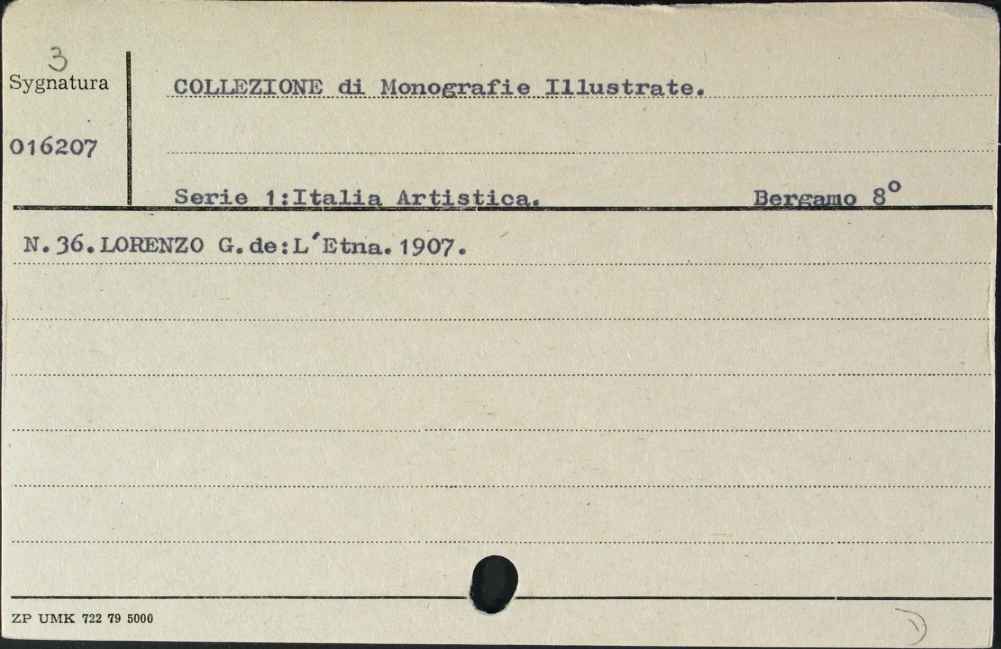 3
Sygnatura
COLLEZIONE di Monografie Illustrate.
016207
Serie 1:Italia Artistica. Bergamo 8°
N.36.LORENZO G.de:L´Etna.1907.
ZP UMK 722 79 5000